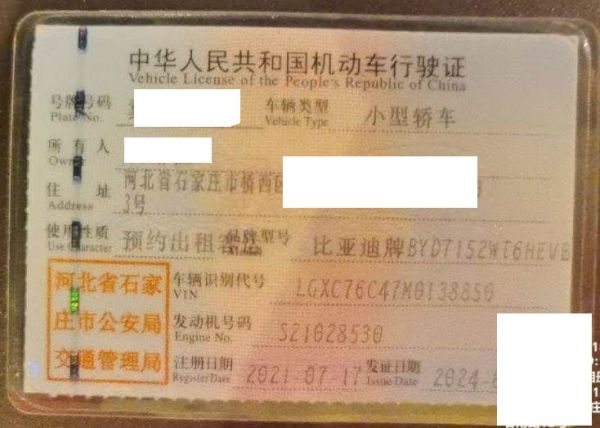 中华人民共和国机动车行驶证
Vehicle License of the People's Republic of China
号牌号码 车辆类型 小型轿车
Plate No. Vehicle Type
所有人
Owner
住址 河北省石家庄市桥西区
Address 3号
使用性质 预约出租客运 品牌型号 比亚迪牌BYD7152WT6HEVB
Use Character
河北省石家 车辆识别代号 LGXC76C47M0138850
VIN
庄市公安局 发动机号码 S21028530
Engine No.
交通管理局 注册日期 2021-07-17 发证日期 2024-
Register Date Issue Date